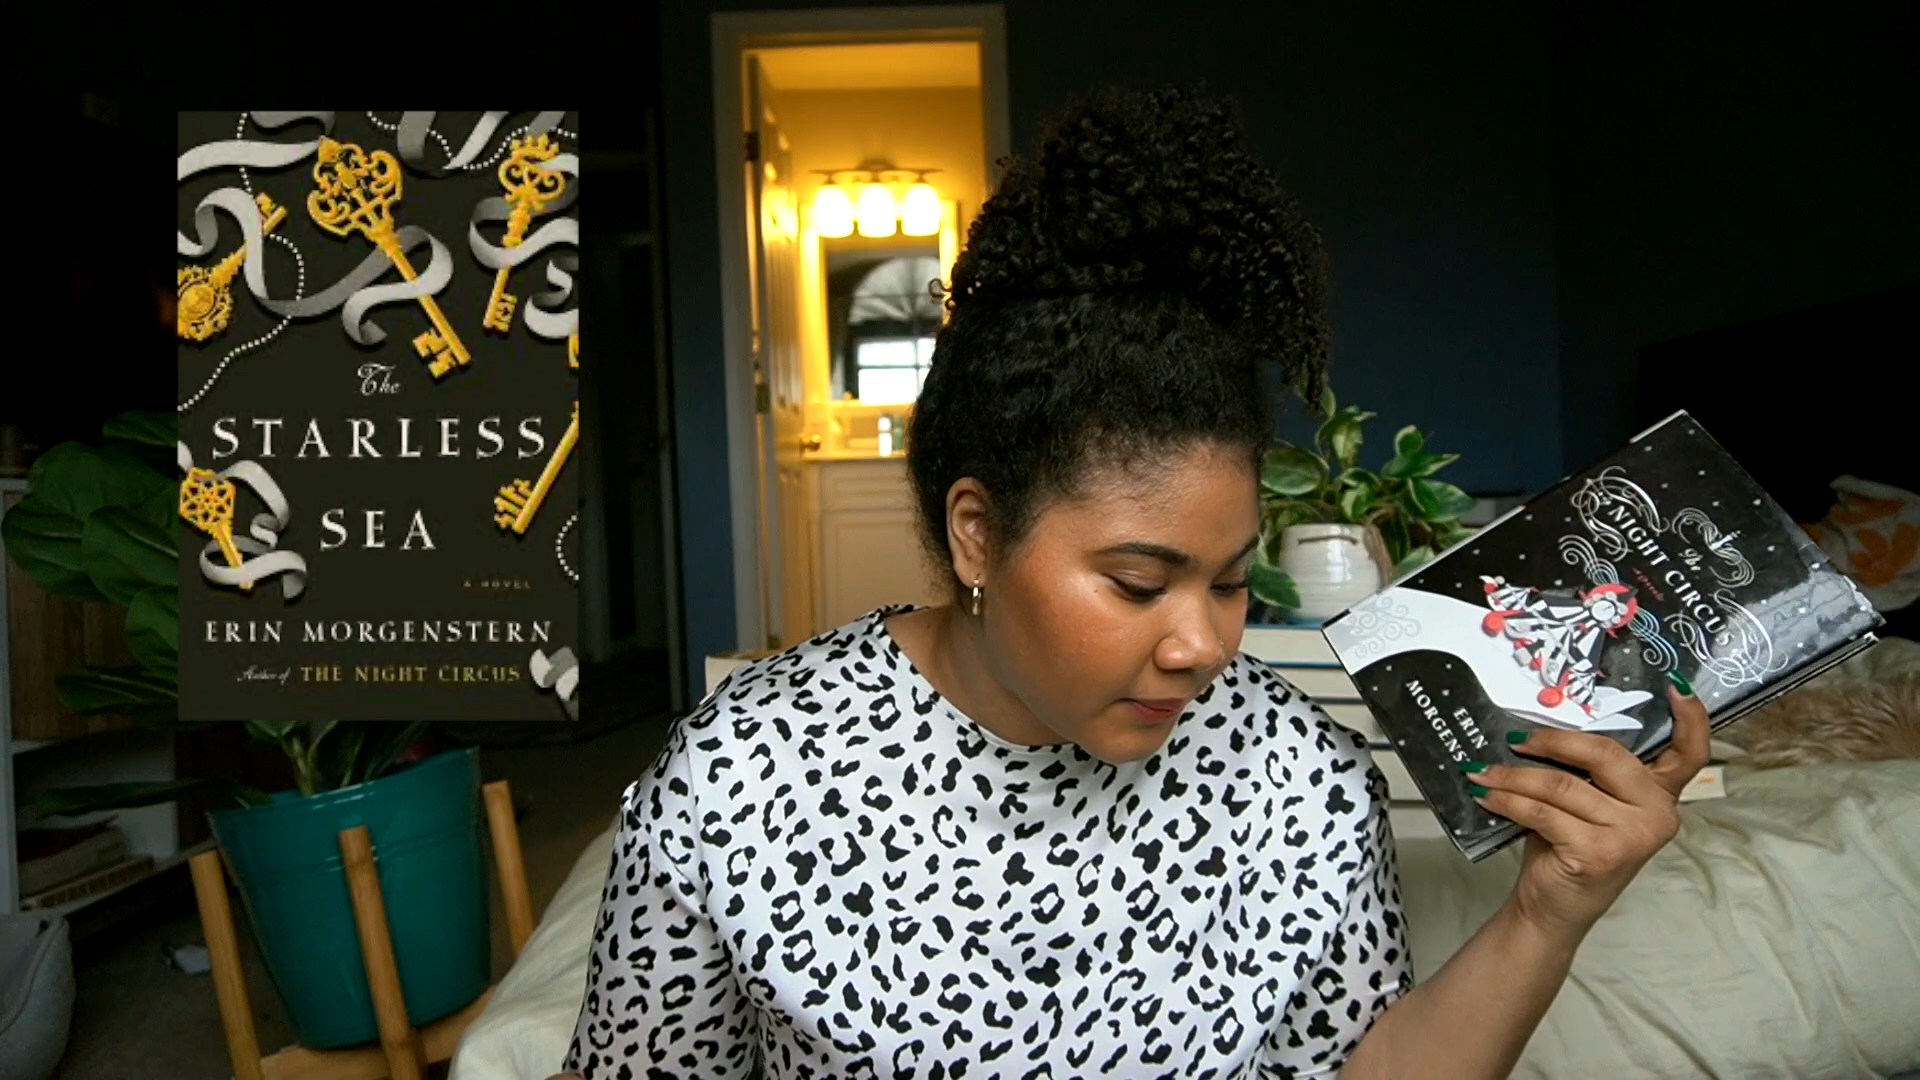 The
STARLESS
SEA
A NOVEL
ERIN MORGENSTERN
Author of THE NIGHT CIRCUS
The
NIGHT CIRCUS
ERIN
MORGENS